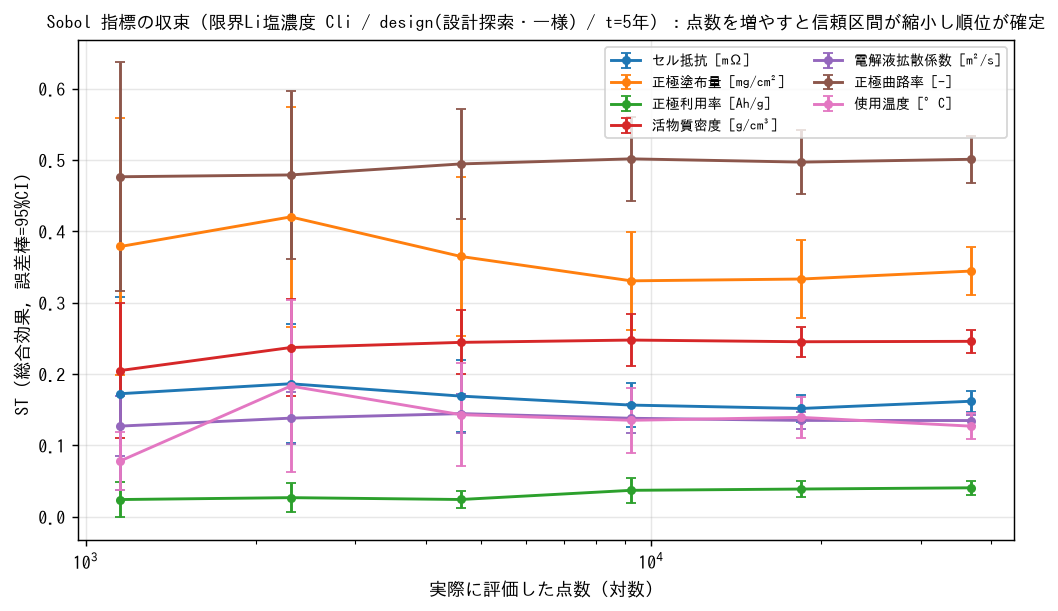 Sobol 指標の収束 (限界Li塩濃度 Cli / design(設計探索・一様) / t=5年) : 点数を増やすと信頼区間が縮小し順位が確定
セル抵抗 [mΩ]
正極塗布量 [mg/cm²]
正極利用率 [Ah/g]
活物質密度 [g/cm³]
電解液拡散係数 [m²/s]
正極曲路率 [-]
使用温度 [°C]
ST (総合効果, 誤差棒=95%CI)
0.6
0.5
0.4
0.3
0.2
0.1
0.0
10³
10⁴
実際に評価した点数 (対数)